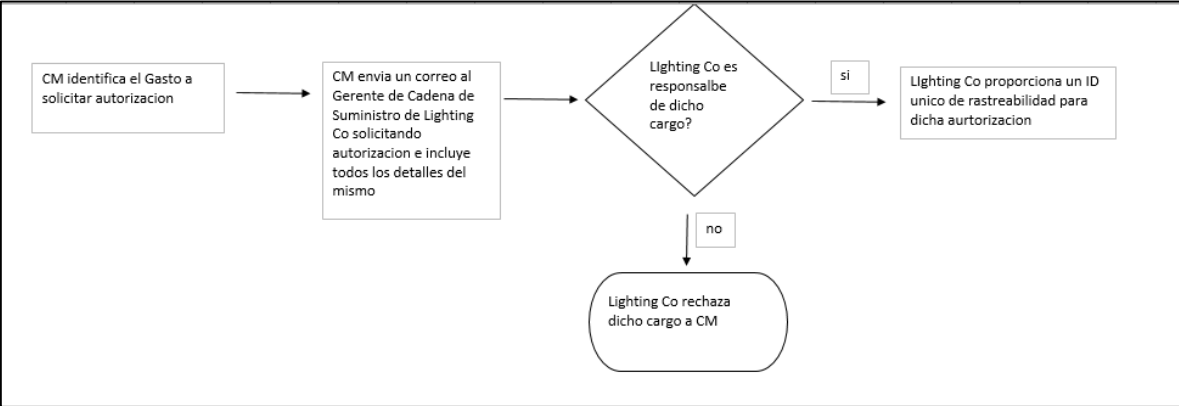 CM identifica el Gasto a
solicitar autorizacion
CM envia un correo al
Gerente de Cadena de
Suministro de Lighting
Co solicitando
autorizacion e incluye
todos los detalles del
mismo
LIghting Co es
responsalbe
de dicho
cargo?
si
LIghting Co proporciona un ID
unico de rastreabilidad para
dicha aurtorizacion
no
Lighting Co rechaza
dicho cargo a CM